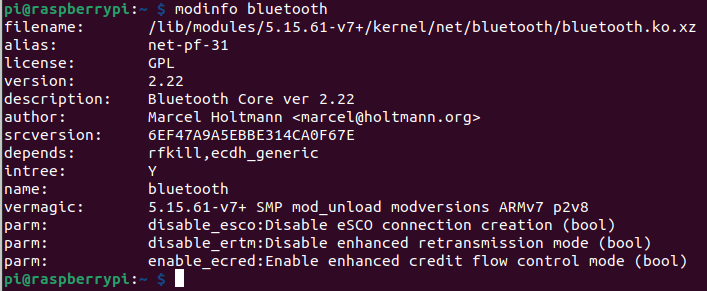 pi@raspberrypi:~ $ modinfo bluetooth
filename:       /lib/modules/5.15.61-v7+/kernel/net/bluetooth/bluetooth.ko.xz
alias:          net-pf-31
license:        GPL
version:        2.22
description:    Bluetooth Core ver 2.22
author:         Marcel Holtmann <marcel@holtmann.org>
srcversion:     6EF47A9A5EBBE314CA0F67E
depends:        rfkill,ecdh_generic
intree:         Y
name:           bluetooth
vermagic:       5.15.61-v7+ SMP mod_unload modversions ARMv7 p2v8
parm:           disable_esco:Disable eSCO connection creation (bool)
parm:           disable_ertm:Disable enhanced retransmission mode (bool)
parm:           enable_ecred:Enable enhanced credit flow control mode (bool)
pi@raspberrypi:~ $